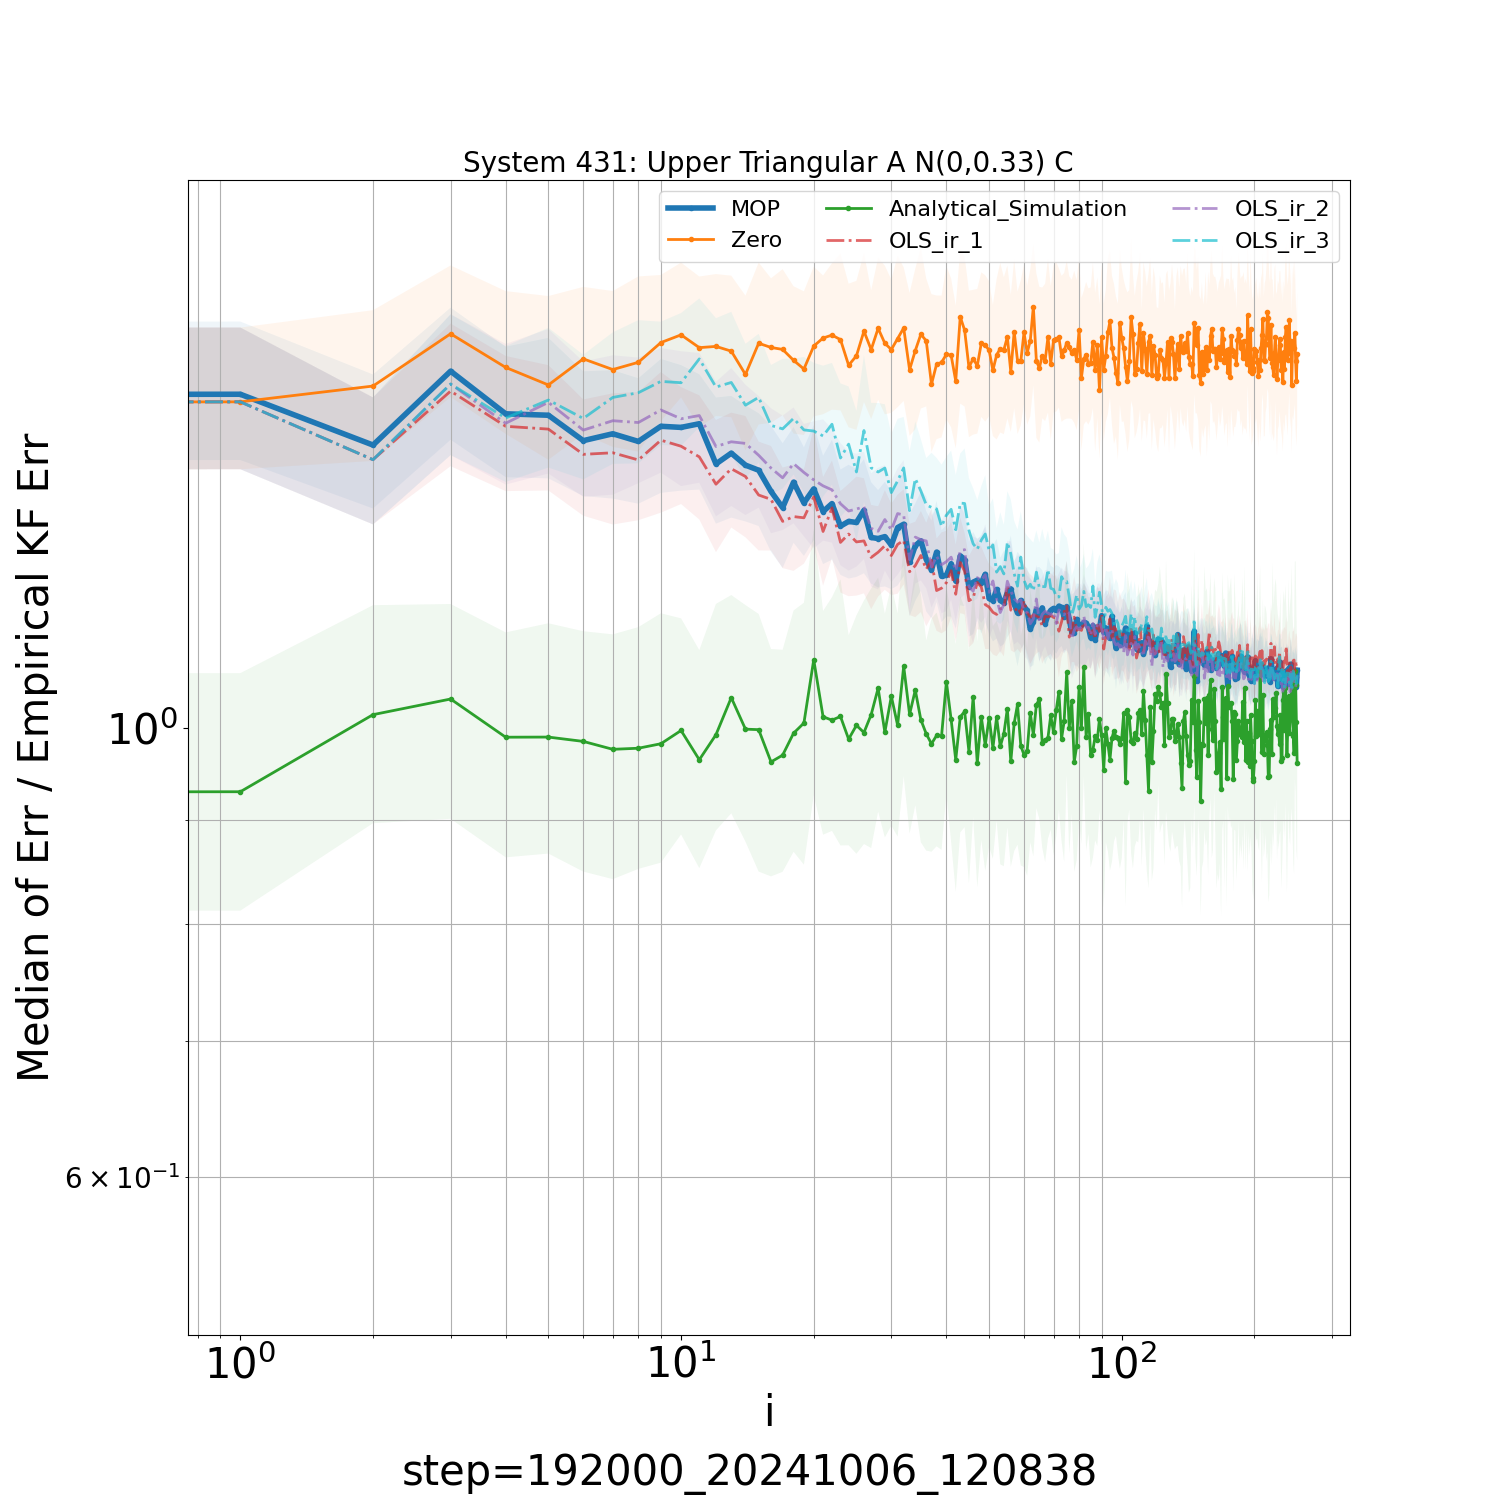 System 431: Upper Triangular A N(0,0.33) C
MOP
Zero
Analytical_Simulation
OLS_ir_1
OLS_ir_2
OLS_ir_3
Median of Err / Empirical KF Err
10⁰
6 × 10⁻¹
10⁰ 10¹ 10²
i
step=192000_20241006_120838